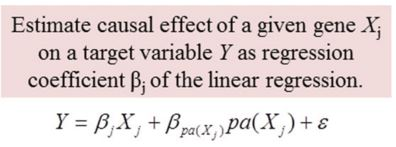 Estimate causal effect of a given gene Xj
on a target variable Y as regression
coefficient βj of the linear regression.
Y = βjXj + βpa(Xj)pa(Xj) + ε